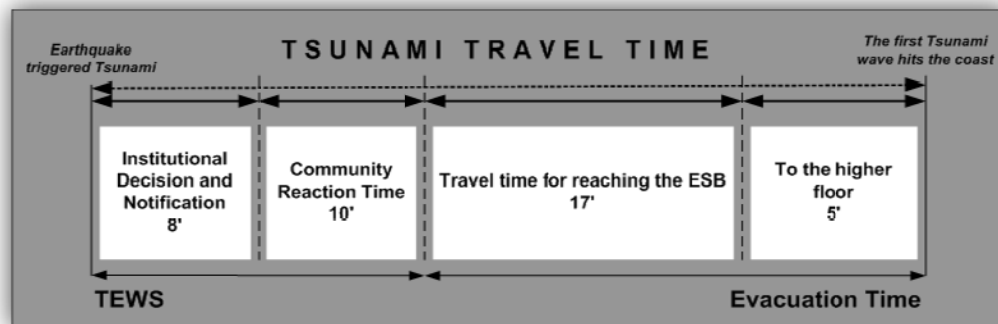 TSUNAMI TRAVEL TIME
Earthquake
triggered Tsunami
The first Tsunami
wave hits the coast
Institutional
Decision and
Notification
8'
Community
Reaction Time
10'
Travel time for reaching the ESB
17'
To the higher
floor
5'
TEWS
Evacuation Time